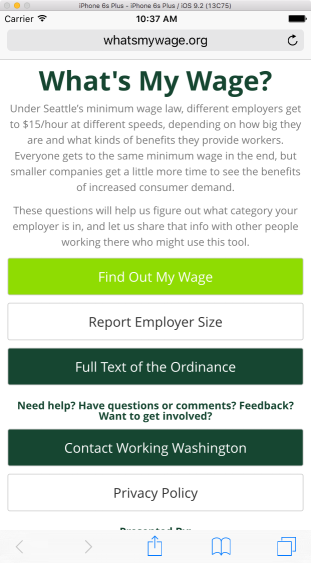 iPhone 6s Plus - iPhone 6s Plus / iOS 9.2 (13C75)
Carrier 10:37 AM
whatsmywage.org
What's My Wage?
Under Seattle's minimum wage law, different employers get
to $15/hour at different speeds, depending on how big they
are and what kinds of benefits they provide workers.
Everyone gets to the same minimum wage in the end, but
smaller companies get a little more time to see the benefits
of increased consumer demand.
These questions will help us figure out what category your
employer is in, and let us share that info with other people
working there who might use this tool.
Find Out My Wage
Report Employer Size
Full Text of the Ordinance
Need help? Have questions or comments? Feedback?
Want to get involved?
Contact Working Washington
Privacy Policy
Presented By: